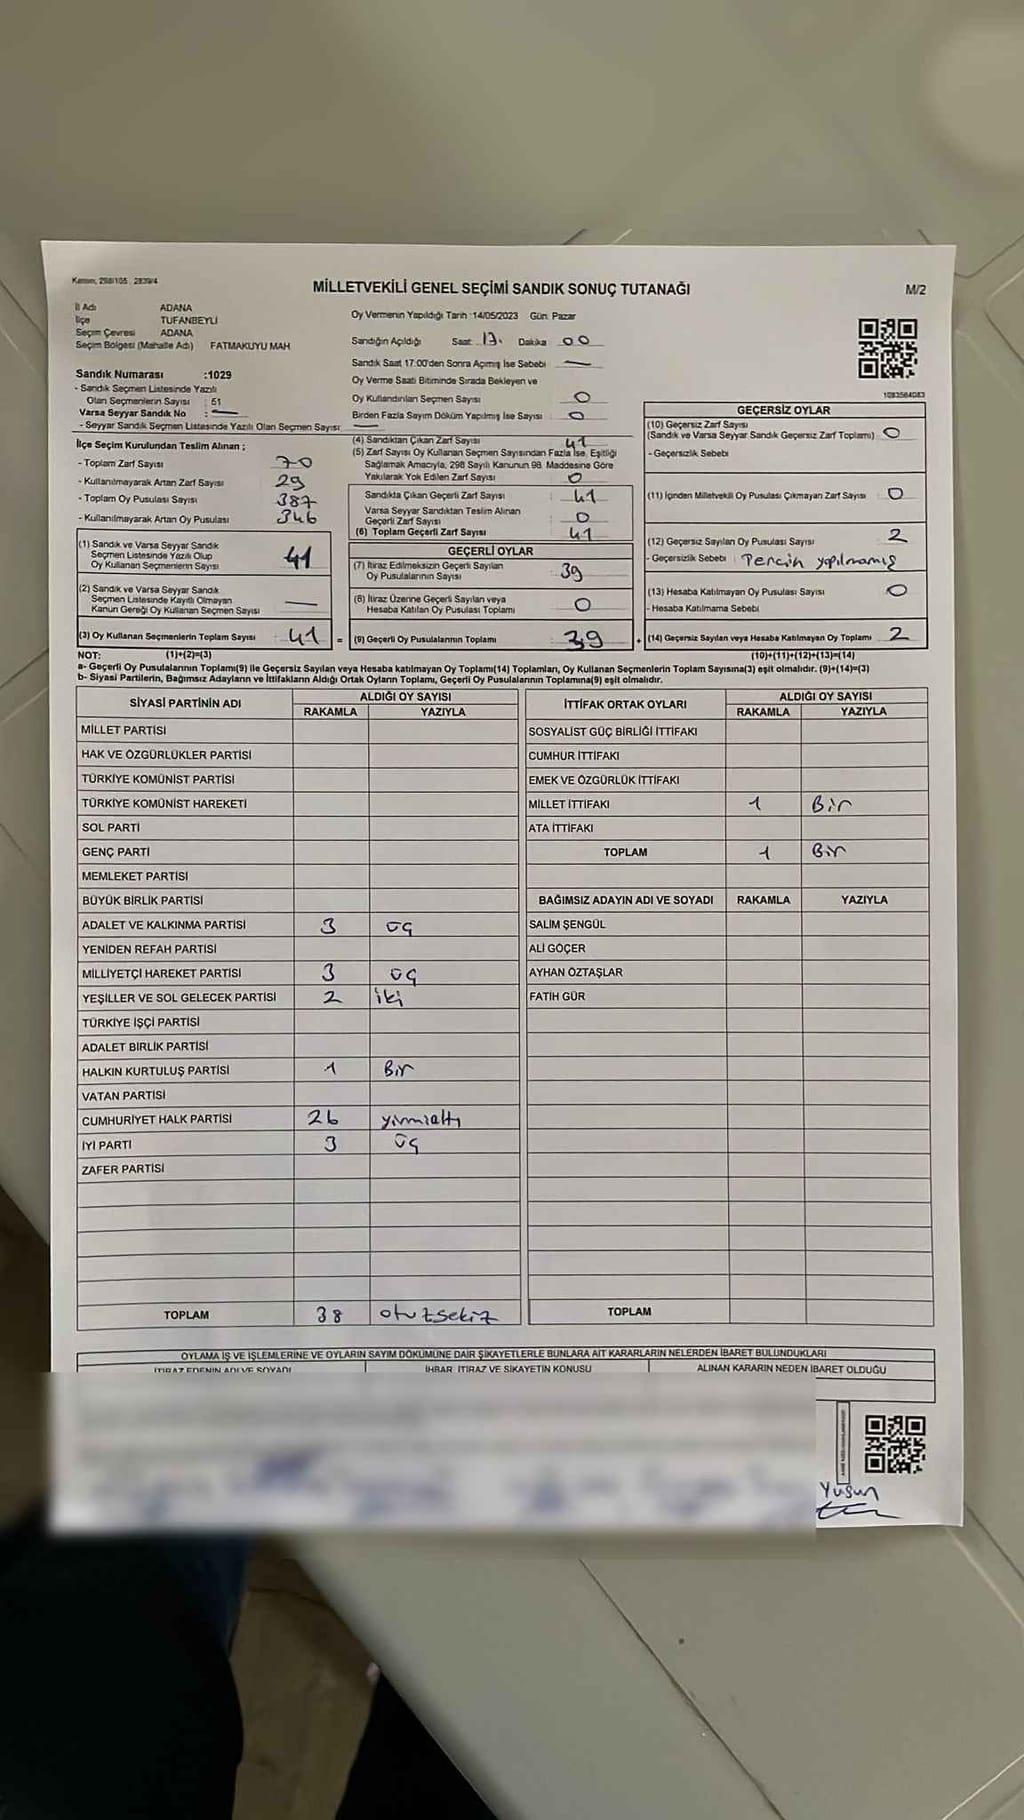 Kanun; 298/105 2839/4
MİLLETVEKİLİ GENEL SEÇİMİ SANDIK SONUÇ TUTANAĞI
M/2
İl Adı ADANA
İlçe TUFANBEYLİ
Seçim Çevresi ADANA
Seçim Bölgesi (Mahalle Adı) FATMAKUYU MAH
Sandık Numarası :1029
- Sandık Seçmen Listesinde Yazılı
Olan Seçmenlerin Sayısı : 51
Varsa Seyyar Sandık No : —
- Seyyar Sandık Seçmen Listesinde Yazılı Olan Seçmen Sayısı: —
Oy Vermenin Yapıldığı Tarih :14/05/2023 Gün: Pazar
Sandığın Açıldığı Saat: 17. Dakika 00
Sandık Saat 17:00'den Sonra Açımış İse Sebebi : —
Oy Verme Saati Bitiminde Sırada Bekleyen ve
Oy Kullandırılan Seçmen Sayısı : 0
Birden Fazla Sayım Döküm Yapılmış İse Sayısı : 0
1093564083
İlçe Seçim Kurulundan Teslim Alınan ;
- Toplam Zarf Sayısı : 70
- Kullanılmayarak Artan Zarf Sayısı : 29
- Toplam Oy Pusulası Sayısı : 387
- Kullanılmayarak Artan Oy Pusulası : 346
(1) Sandık ve Varsa Seyyar Sandık
Seçmen Listesinde Yazılı Olup
Oy Kullanan Seçmenlerin Sayısı : 41
(2) Sandık ve Varsa Seyyar Sandık
Seçmen Listesinde Kayıtlı Olmayan
Kanun Gereği Oy Kullanan Seçmen Sayısı : —
(3) Oy Kullanan Seçmenlerin Toplam Sayısı : 41 =
(4) Sandıktan Çıkan Zarf Sayısı : 41
(5) Zarf Sayısı Oy Kullanan Seçmen Sayısından Fazla İse, Eşitliği
Sağlamak Amacıyla, 298 Sayılı Kanunun 98. Maddesine Göre
Yakılarak Yok Edilen Zarf Sayısı : 0
Sandıkta Çıkan Geçerli Zarf Sayısı : 41
Varsa Seyyar Sandıktan Teslim Alınan
Geçerli Zarf Sayısı : 0
(6) Toplam Geçerli Zarf Sayısı : 41
GEÇERLİ OYLAR
(7) İtiraz Edilmeksizin Geçerli Sayılan
Oy Pusulalarının Sayısı : 39
(8) İtiraz Üzerine Geçerli Sayılan veya
Hesaba Katılan Oy Pusulası Toplamı : 0
(9) Geçerli Oy Pusulalarının Toplamı : 39 +
GEÇERSİZ OYLAR
(10) Geçersiz Zarf Sayısı
(Sandık ve Varsa Seyyar Sandık Geçersiz Zarf Toplamı) : 0
- Geçersizlik Sebebi
(11) İçinden Milletvekili Oy Pusulası Çıkmayan Zarf Sayısı : 0
(12) Geçersiz Sayılan Oy Pusulası Sayısı : 2
- Geçersizlik Sebebi : Percin yapılmamış
(13) Hesaba Katılmayan Oy Pusulası Sayısı : 0
- Hesaba Katılmama Sebebi
(14) Geçersiz Sayılan veya Hesaba Katılmayan Oy Toplamı : 2
NOT: (1)+(2)=(3) (10)+(11)+(12)+(13)=(14)
a- Geçerli Oy Pusulalarının Toplamı(9) ile Geçersiz Sayılan veya Hesaba katılmayan Oy Toplamı(14) Toplamları, Oy Kullanan Seçmenlerin Toplam Sayısına(3) eşit olmalıdır. (9)+(14)=(3)
b- Siyasi Partilerin, Bağımsız Adayların ve İttifakların Aldığı Ortak Oyların Toplamı, Geçerli Oy Pusulalarının Toplamına(9) eşit olmalıdır.
SİYASİ PARTİNİN ADI ALDIĞI OY SAYISI
RAKAMLA YAZIYLA
MİLLET PARTİSİ
HAK VE ÖZGÜRLÜKLER PARTİSİ
TÜRKİYE KOMÜNİST PARTİSİ
TÜRKİYE KOMÜNİST HAREKETİ
SOL PARTİ
GENÇ PARTİ
MEMLEKET PARTİSİ
BÜYÜK BİRLİK PARTİSİ
ADALET VE KALKINMA PARTİSİ 3 üç
YENİDEN REFAH PARTİSİ
MİLLİYETÇİ HAREKET PARTİSİ 3 üç
YEŞİLLER VE SOL GELECEK PARTİSİ 2 iki
TÜRKİYE İŞÇİ PARTİSİ
ADALET BİRLİK PARTİSİ
HALKIN KURTULUŞ PARTİSİ 1 Bir
VATAN PARTİSİ
CUMHURİYET HALK PARTİSİ 26 yirmialtı
İYİ PARTİ 3 üç
ZAFER PARTİSİ
TOPLAM 38 otuzsekiz
İTTİFAK ORTAK OYLARI ALDIĞI OY SAYISI
RAKAMLA YAZIYLA
SOSYALİST GÜÇ BİRLİĞİ İTTİFAKI
CUMHUR İTTİFAKI
EMEK VE ÖZGÜRLÜK İTTİFAKI
MİLLET İTTİFAKI 1 Bir
ATA İTTİFAKI
TOPLAM 1 Bir
BAĞIMSIZ ADAYIN ADI VE SOYADI RAKAMLA YAZIYLA
SALİM ŞENGÜL
ALİ GÖÇER
AYHAN ÖZTAŞLAR
FATİH GÜR
TOPLAM
OYLAMA İŞ VE İŞLEMLERİNE VE OYLARIN SAYIM DÖKÜMÜNE DAİR ŞİKAYETLERLE BUNLARA AİT KARARLARIN NELERDEN İBARET BULUNDUKLARI
İTİRAZ EDENİN ADI VE SOYADI İHBAR, İTİRAZ VE ŞİKAYETİN KONUSU ALINAN KARARIN NEDEN İBARET OLDUĞU